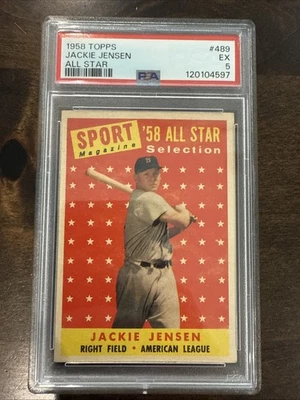 1958 TOPPS #489
JACKIE JENSEN EX
ALL STAR 5
PSA 120104597
SPORT '58 ALL STAR
Magazine Selection
B
JACKIE JENSEN
RIGHT FIELD • AMERICAN LEAGUE